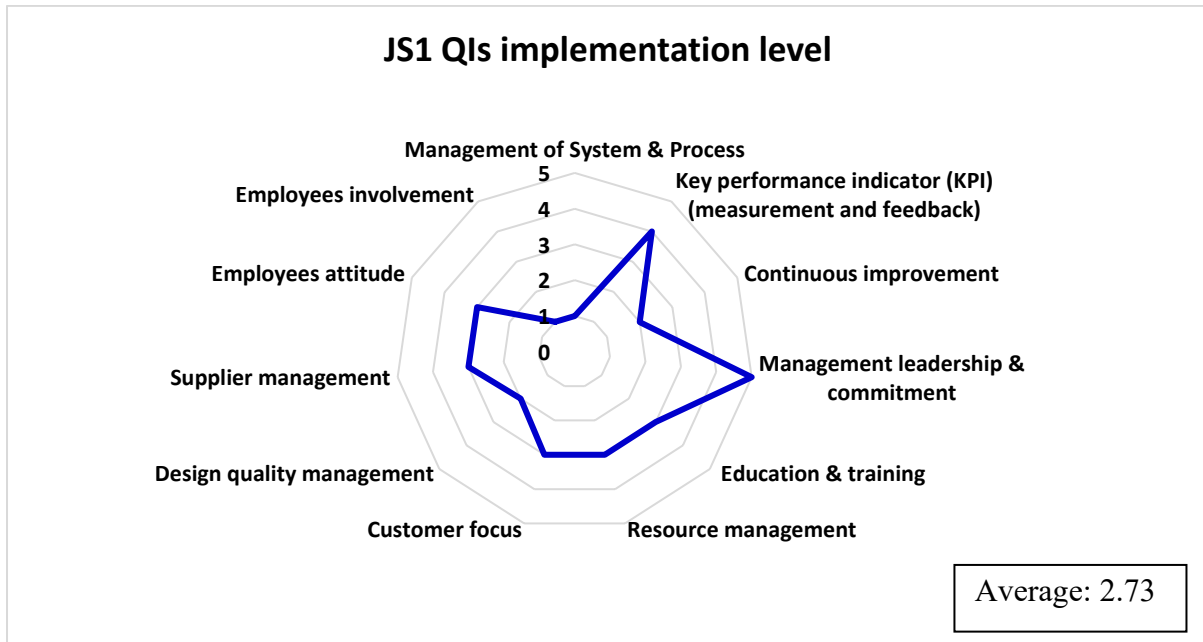 JS1 QIs implementation level
Management of System & Process
Key performance indicator (KPI)
(measurement and feedback)
Continuous improvement
Management leadership &
commitment
Education & training
Resource management
Customer focus
Design quality management
Supplier management
Employees attitude
Employees involvement
5
4
3
2
1
0
Average: 2.73